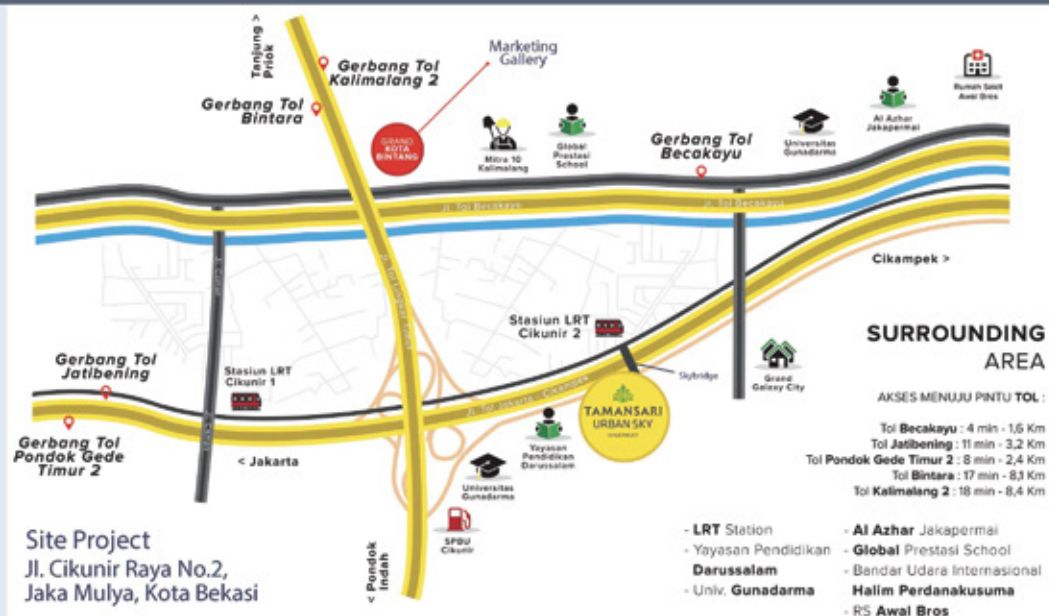 Tanjung >
Priok
Gerbang Tol
Kalimalang 2
Gerbang Tol
Bintara
Marketing
Gallery
GRAND
KOTA
BINTANG
Mitra 10
Kalimalang
Global
Prestasi
School
Gerbang Tol
Becakayu
Universitas
Gunadarma
Al Azhar
Jakapermai
Rumah Sakit
Awal Bros
Jl. Tol Becakayu
Jl. Tol Becakayu
Cikampek >
Stasiun LRT
Cikunir 2
Gerbang Tol
Jatibening
Stasiun LRT
Cikunir 1
Skybridge
Grand
Galaxy City
Jl. Tol Jakarta - Cikampek
TAMANSARI
URBAN SKY
Gerbang Tol
Pondok Gede
Timur 2
< Jakarta
Yayasan
Pendidikan
Darussalam
Universitas
Gunadarma
SPBU
Cikunir
< Pondok
Indah
Site Project
Jl. Cikunir Raya No.2,
Jaka Mulya, Kota Bekasi
SURROUNDING
AREA
AKSES MENUJU PINTU TOL :
Tol Becakayu : 4 min - 1,6 Km
Tol Jatibening : 11 min - 3,2 Km
Tol Pondok Gede Timur 2 : 8 min - 2,4 Km
Tol Bintara : 17 min - 8,1 Km
Tol Kalimalang 2 : 18 min - 8,4 Km
- LRT Station
- Yayasan Pendidikan
Darussalam
- Univ. Gunadarma
- Al Azhar Jakapermai
- Global Prestasi School
- Bandar Udara Internasional
Halim Perdanakusuma
- RS Awal Bros